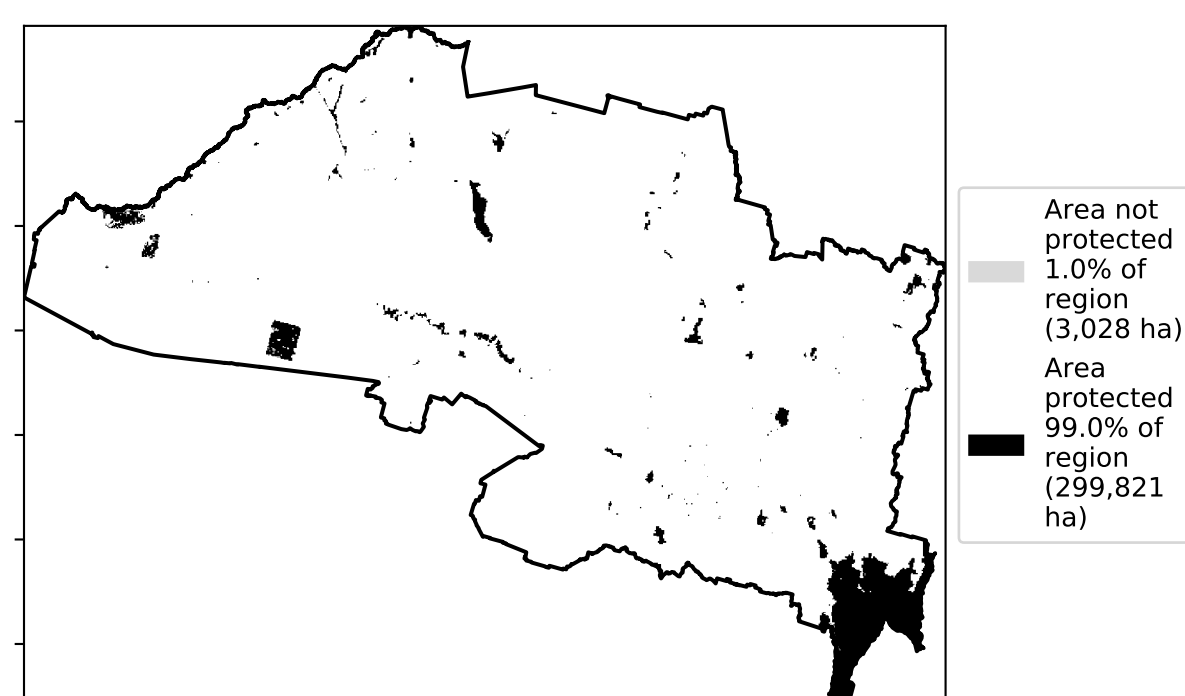 Area not
protected
1.0% of
region
(3,028 ha)
Area
protected
99.0% of
region
(299,821
ha)